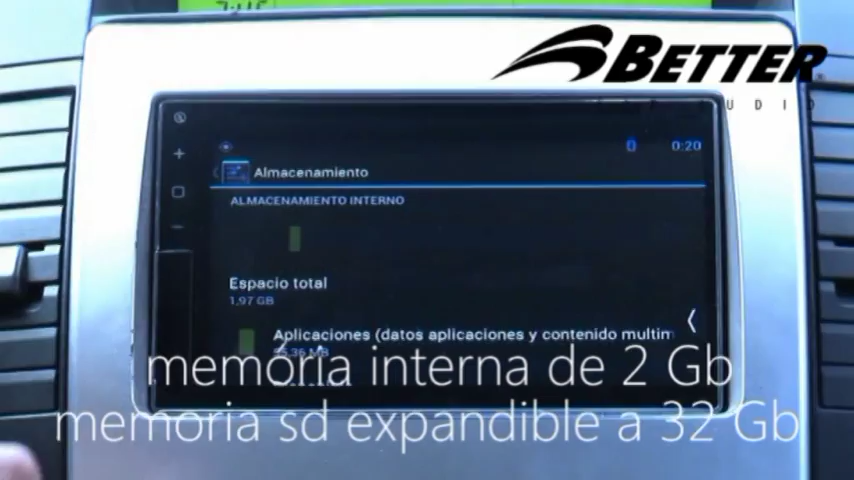 BETTER
UDIO
0:20
Almacenamiento
ALMACENAMIENTO INTERNO
Espacio total
1,97 GB
Aplicaciones (datos aplicaciones y contenido multim
memoria interna de 2 Gb
memoria sd expandible a 32 Gb